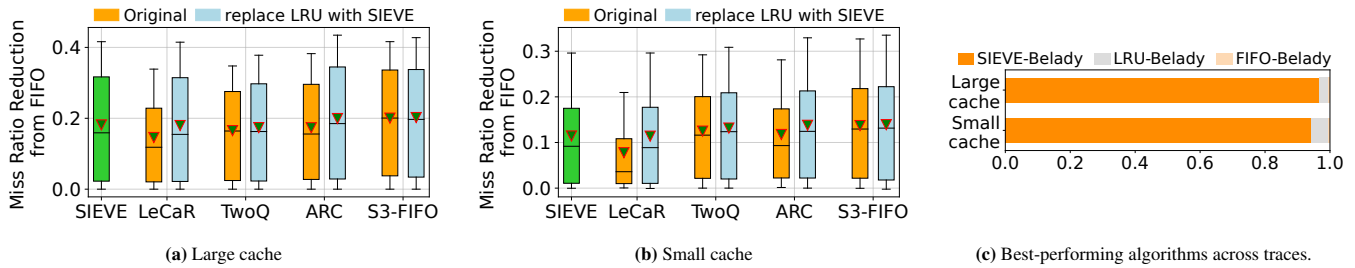 Original replace LRU with SIEVE
Miss Ratio Reduction
from FIFO
0.4
0.2
0.0
SIEVE LeCaR TwoQ ARC S3-FIFO
(a) Large cache
Original replace LRU with SIEVE
Miss Ratio Reduction
from FIFO
0.3
0.2
0.1
0.0
SIEVE LeCaR TwoQ ARC S3-FIFO
(b) Small cache
SIEVE-Belady LRU-Belady FIFO-Belady
Large
cache
Small
cache
0.0 0.2 0.4 0.6 0.8 1.0
(c) Best-performing algorithms across traces.